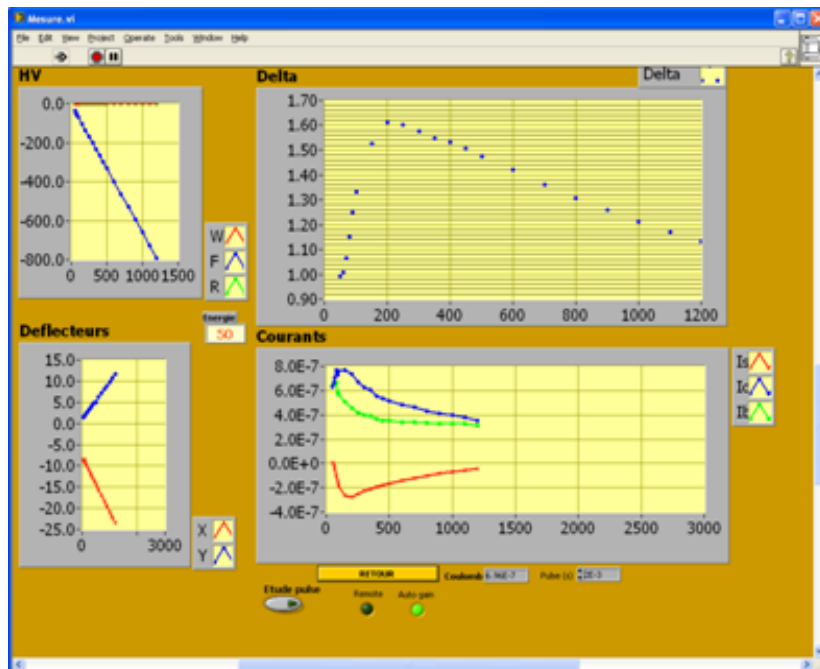 Mesure.vi
File Edit View Project Operate Tools Window Help
HV
0.0
-200.0
-400.0
-600.0
-800.0
0 500 1000 1500
W
F
R
Delta
Delta
1.70
1.60
1.50
1.40
1.30
1.20
1.10
1.00
0.90
0 200 400 600 800 1000 1200
Energie
50
Deflecteurs
15.0
10.0
5.0
0.0
-5.0
-10.0
-15.0
-20.0
-25.0
0 3000
X
Y
Courants
8.0E-7
6.0E-7
4.0E-7
2.0E-7
0.0E+0
-2.0E-7
-4.0E-7
0 500 1000 1500 2000 2500 3000
Is
Ic
RETOUR
Coulomb 6.96E-7 Pulse (s) 2E-3
Etude pulse
Remote Auto gain